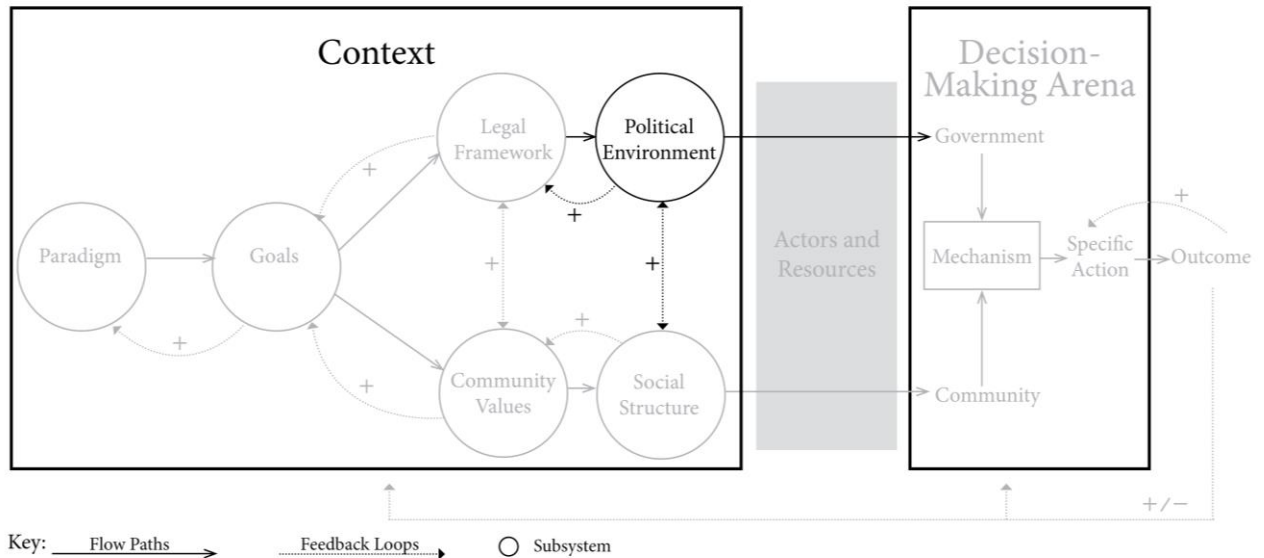 Context
Decision-
Making Arena
Legal
Framework
Political
Environment
Government
+
+
Paradigm
Goals
+
+
Actors and
Resources
Mechanism
Specific
Action
+
Outcome
+
+
+
Community
Values
Social
Structure
Community
+/−
Key:
Flow Paths
Feedback Loops
Subsystem